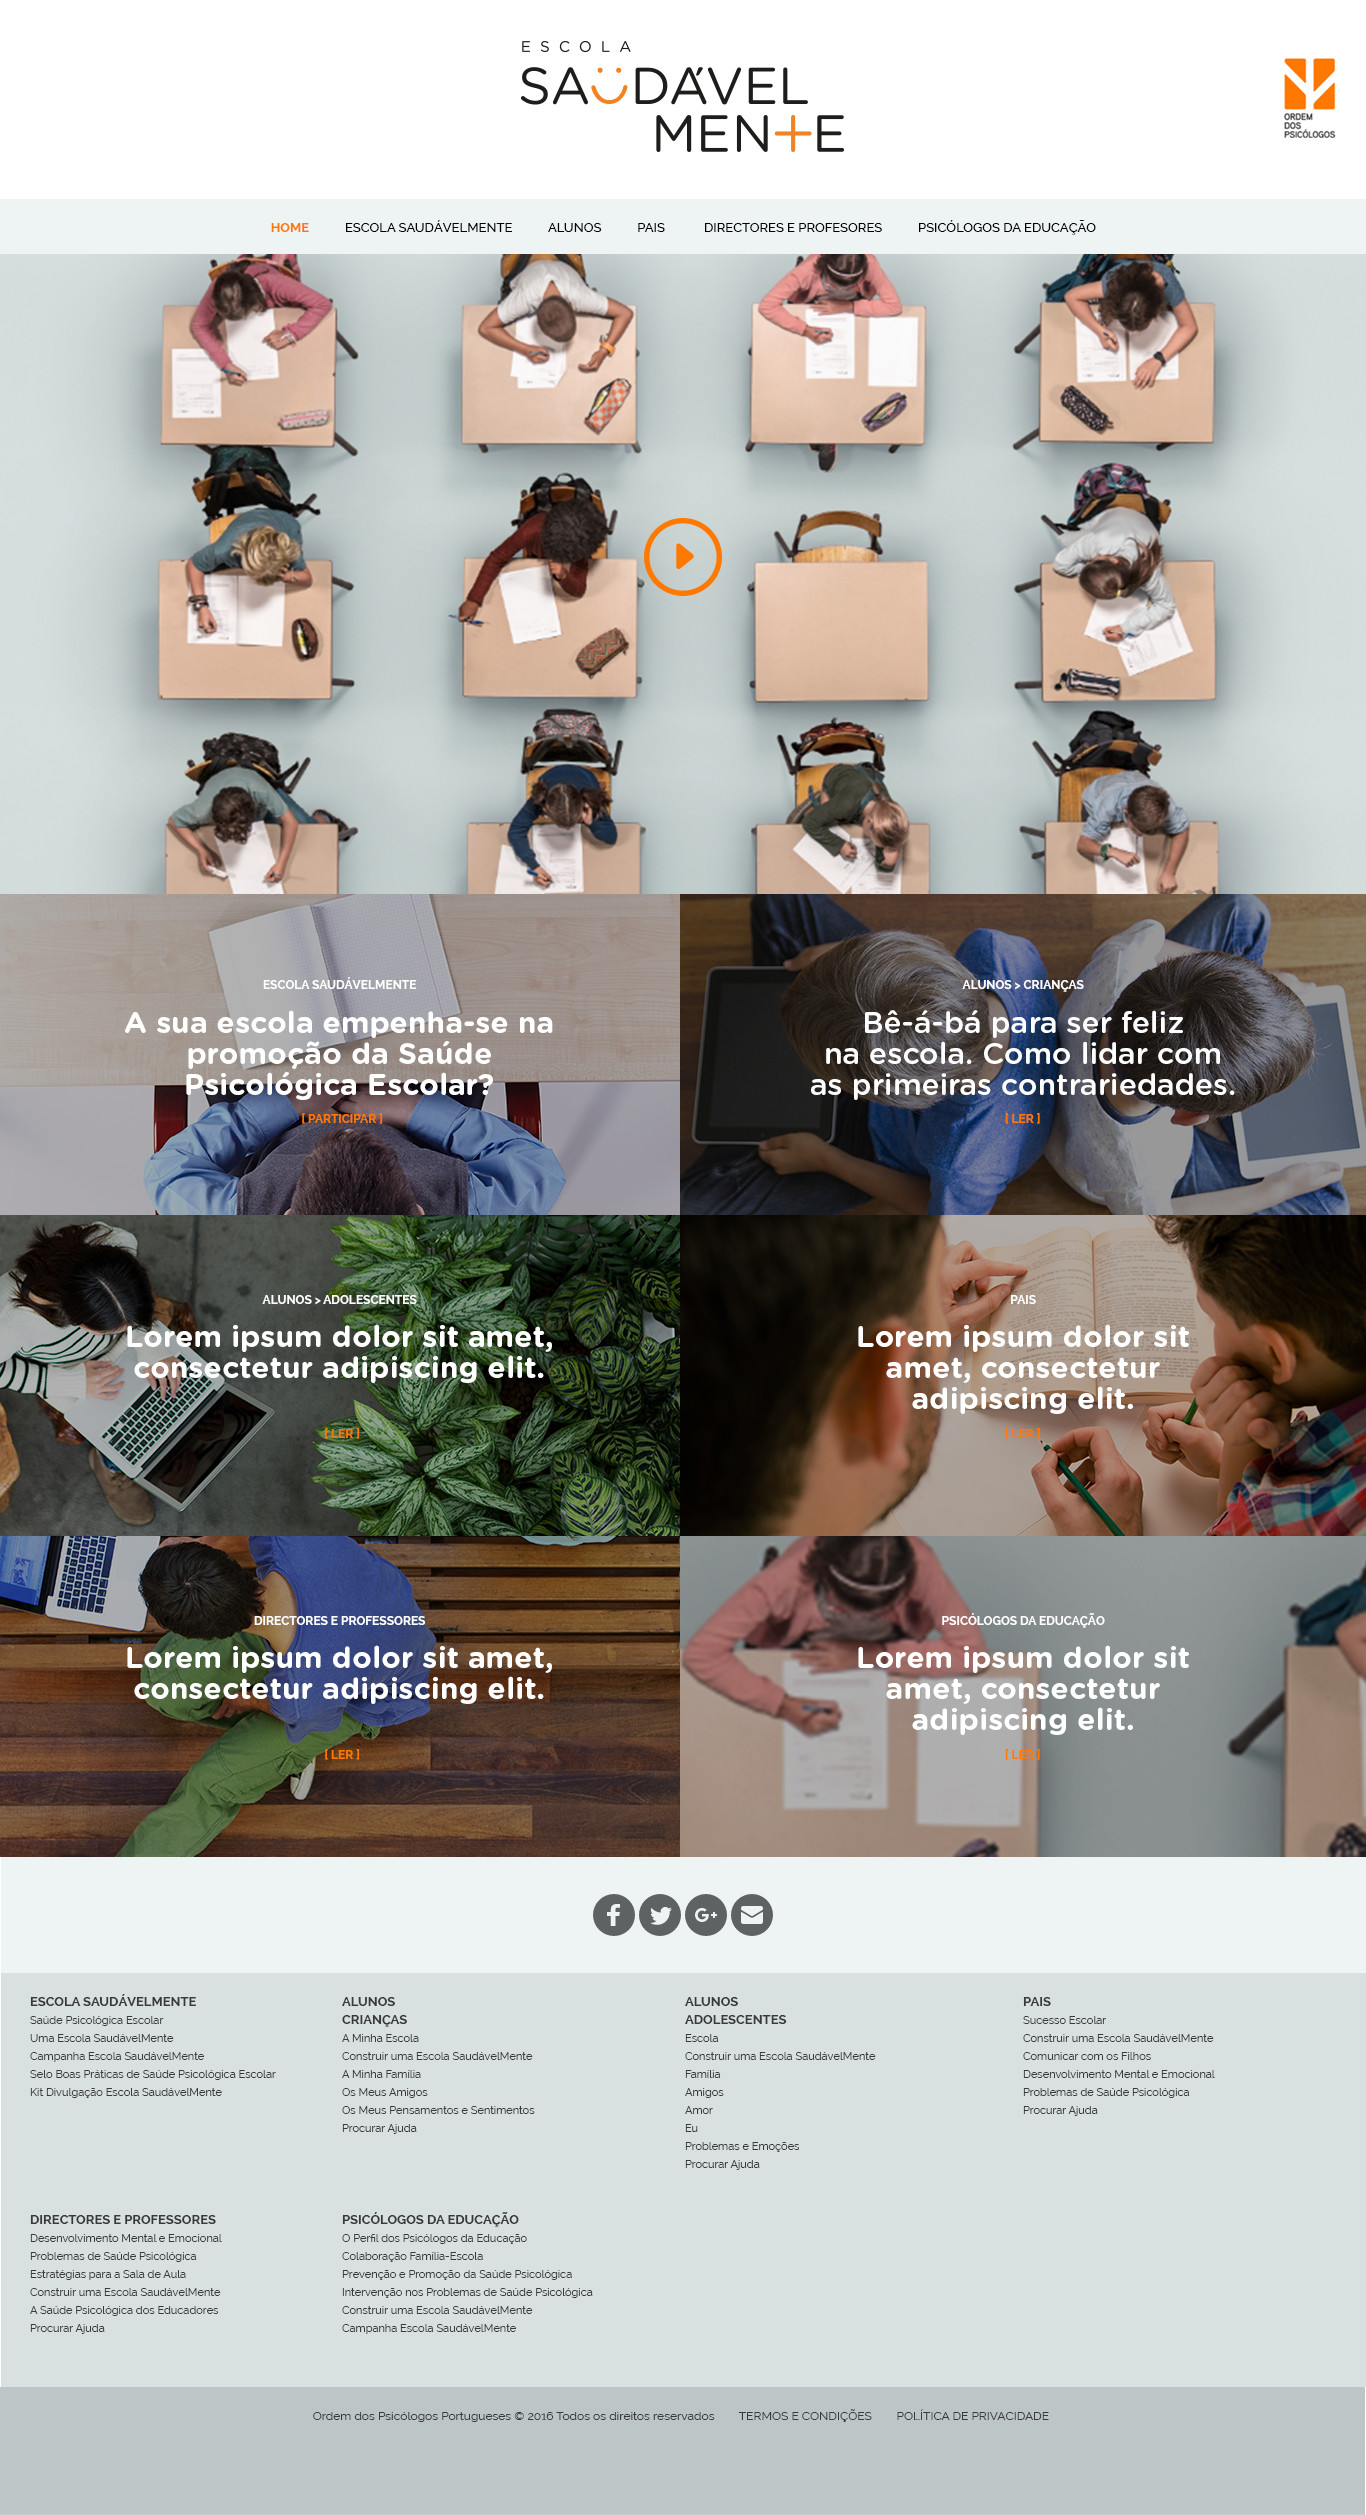 ESCOLA
SAÜDÁVEL
MENTE
ORDEM
DOS
PSICÓLOGOS
HOME ESCOLA SAUDÁVELMENTE ALUNOS PAIS DIRECTORES E PROFESORES PSICÓLOGOS DA EDUCAÇÃO
ESCOLA SAUDÁVELMENTE
A sua escola empenha-se na
promoção da Saúde
Psicológica Escolar?
[ PARTICIPAR ]
ALUNOS > CRIANÇAS
Bê-á-bá para ser feliz
na escola. Como lidar com
as primeiras contrariedades.
[ LER ]
ALUNOS > ADOLESCENTES
Lorem ipsum dolor sit amet,
consectetur adipiscing elit.
[ LER ]
PAIS
Lorem ipsum dolor sit
amet, consectetur
adipiscing elit.
[ LER ]
DIRECTORES E PROFESSORES
Lorem ipsum dolor sit amet,
consectetur adipiscing elit.
[ LER ]
PSICÓLOGOS DA EDUCAÇÃO
Lorem ipsum dolor sit
amet, consectetur
adipiscing elit.
[ LER ]
ESCOLA SAUDÁVELMENTE
Saúde Psicológica Escolar
Uma Escola SaudávelMente
Campanha Escola SaudávelMente
Selo Boas Práticas de Saúde Psicológica Escolar
Kit Divulgação Escola SaudávelMente
ALUNOS
CRIANÇAS
A Minha Escola
Construir uma Escola SaudávelMente
A Minha Família
Os Meus Amigos
Os Meus Pensamentos e Sentimentos
Procurar Ajuda
ALUNOS
ADOLESCENTES
Escola
Construir uma Escola SaudávelMente
Família
Amigos
Amor
Eu
Problemas e Emoções
Procurar Ajuda
PAIS
Sucesso Escolar
Construir uma Escola SaudávelMente
Comunicar com os Filhos
Desenvolvimento Mental e Emocional
Problemas de Saúde Psicológica
Procurar Ajuda
DIRECTORES E PROFESSORES
Desenvolvimento Mental e Emocional
Problemas de Saúde Psicológica
Estratégias para a Sala de Aula
Construir uma Escola SaudávelMente
A Saúde Psicológica dos Educadores
Procurar Ajuda
PSICÓLOGOS DA EDUCAÇÃO
O Perfil dos Psicólogos da Educação
Colaboração Família-Escola
Prevenção e Promoção da Saúde Psicológica
Intervenção nos Problemas de Saúde Psicológica
Construir uma Escola SaudávelMente
Campanha Escola SaudávelMente
Ordem dos Psicólogos Portugueses © 2016 Todos os direitos reservados TERMOS E CONDIÇÕES POLÍTICA DE PRIVACIDADE